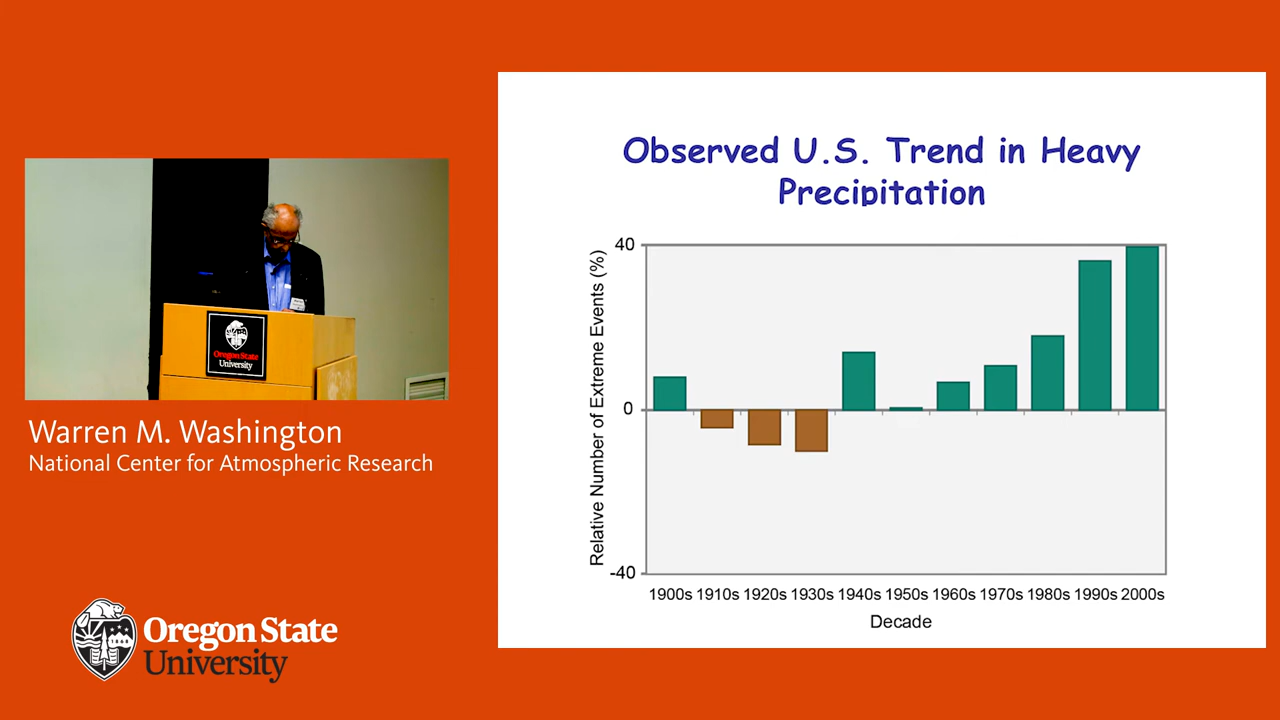 Observed U.S. Trend in Heavy
Precipitation
Relative Number of Extreme Events (%)
40
0
-40
1900s 1910s 1920s 1930s 1940s 1950s 1960s 1970s 1980s 1990s 2000s
Decade
Oregon State
University
Warren M. Washington
National Center for Atmospheric Research
Oregon State
University